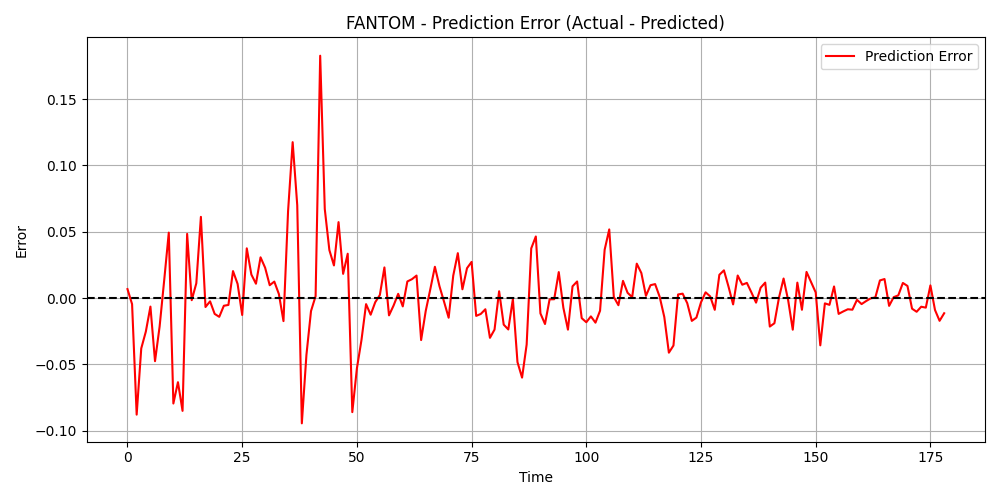 FANTOM - Prediction Error (Actual - Predicted)
Prediction Error
Error
0.15
0.10
0.05
0.00
−0.05
−0.10
0 25 50 75 100 125 150 175
Time